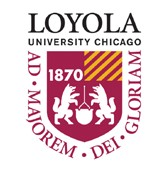 LOYOLA
UNIVERSITY CHICAGO
AD • MAJOREM • DEI • GLORIAM
1870